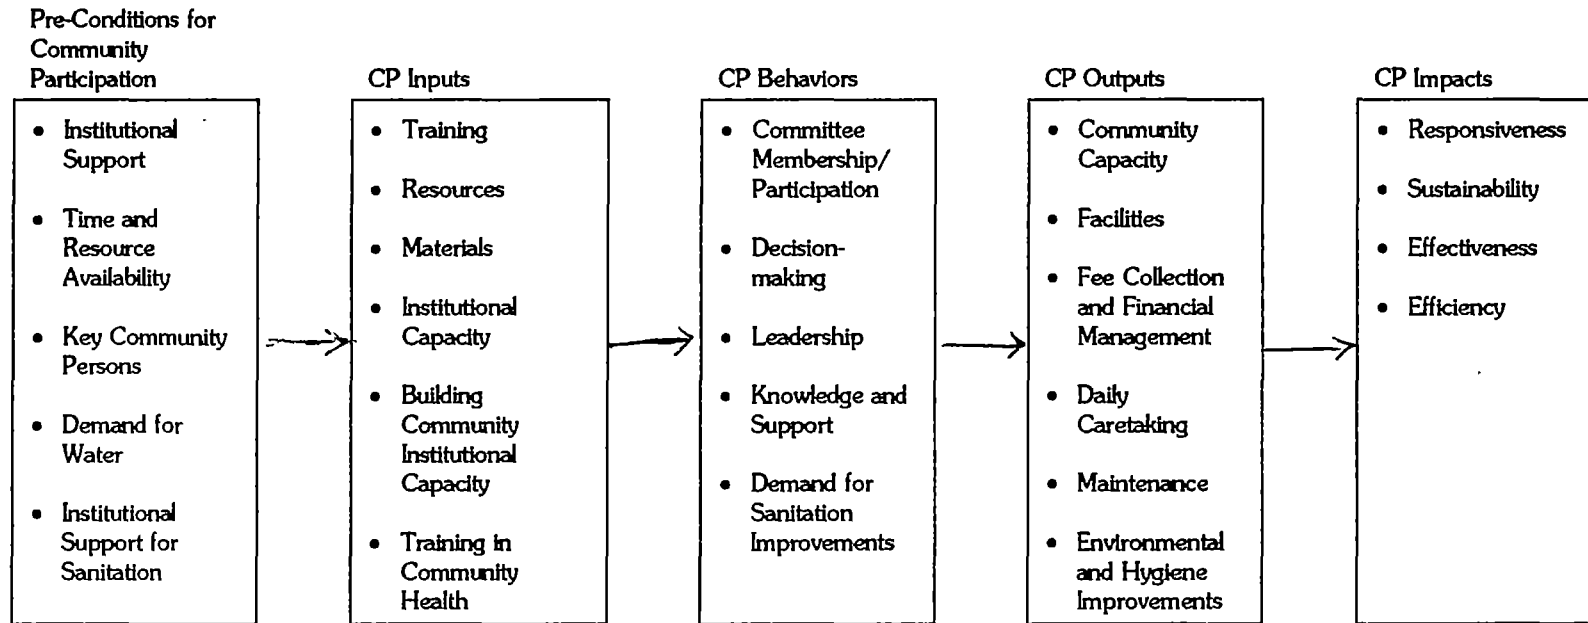 Pre-Conditions for
Community
Participation
• Institutional
Support
• Time and
Resource
Availability
• Key Community
Persons
• Demand for
Water
• Institutional
Support for
Sanitation
CP Inputs
• Training
• Resources
• Materials
• Institutional
Capacity
• Building
Community
Institutional
Capacity
• Training in
Community
Health
CP Behaviors
• Committee
Membership/
Participation
• Decision-
making
• Leadership
• Knowledge and
Support
• Demand for
Sanitation
Improvements
CP Outputs
• Community
Capacity
• Facilities
• Fee Collection
and Financial
Management
• Daily
Caretaking
• Maintenance
• Environmental
and Hygiene
Improvements
CP Impacts
• Responsiveness
• Sustainability
• Effectiveness
• Efficiency